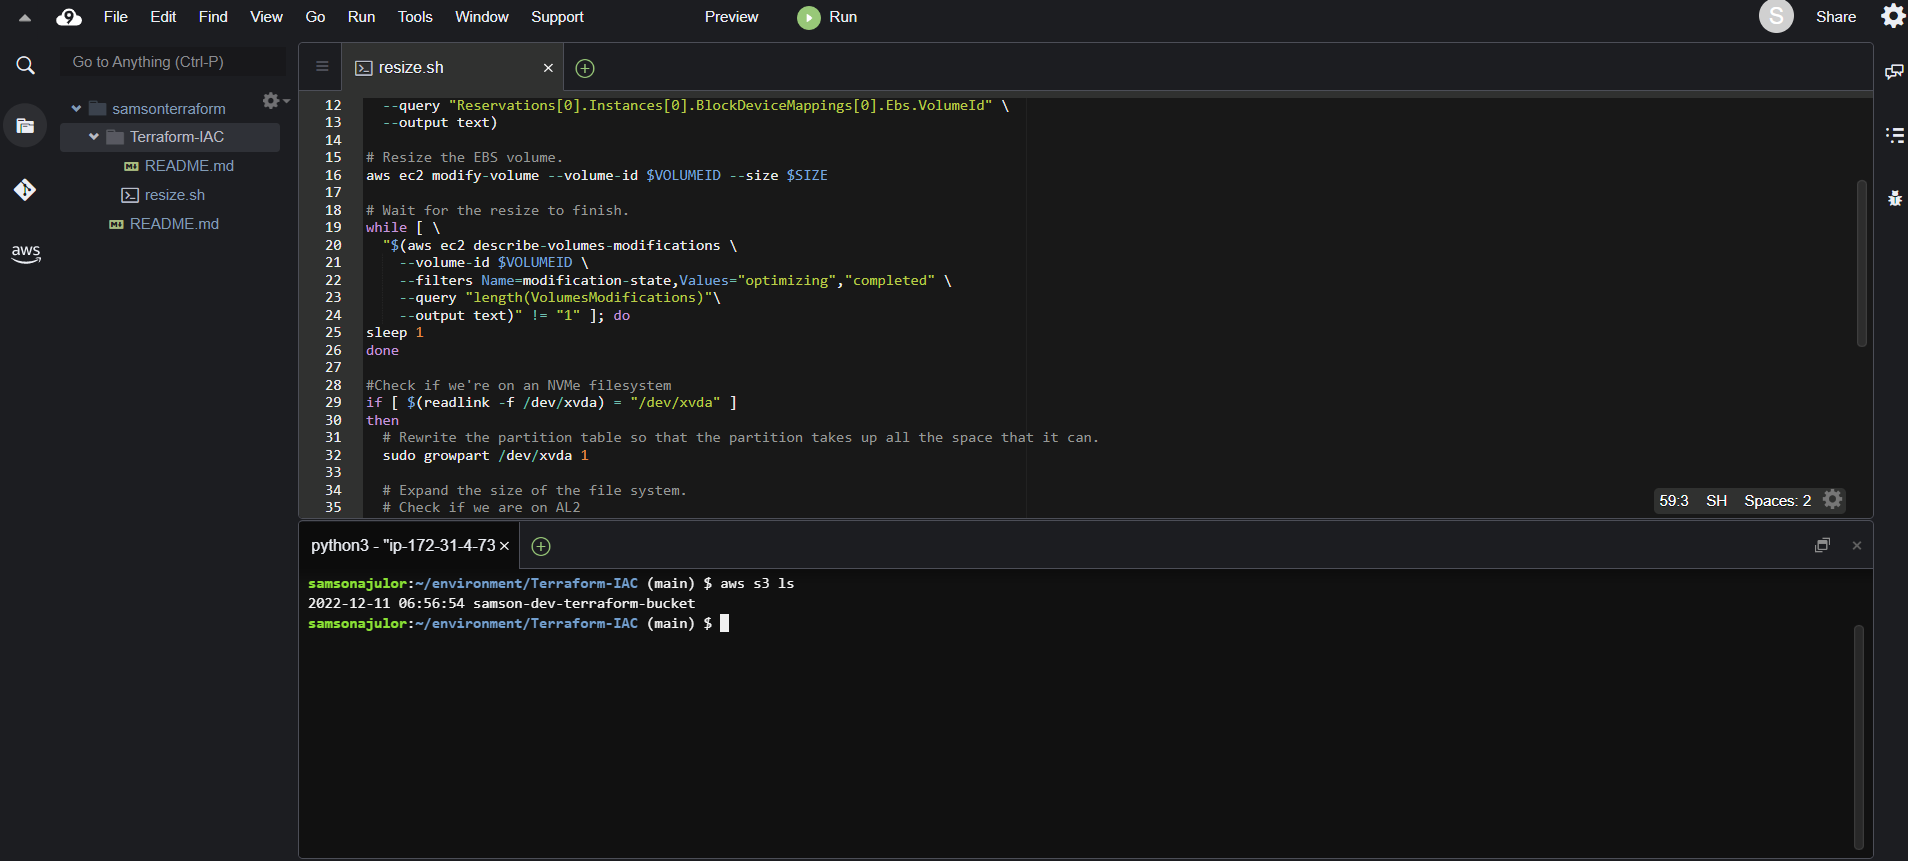 9 File Edit Find View Go Run Tools Window Support Preview Run S Share
Go to Anything (Ctrl-P)
samsonterraform
Terraform-IAC
README.md
resize.sh
README.md
aws
resize.sh
12   --query "Reservations[0].Instances[0].BlockDeviceMappings[0].Ebs.VolumeId" \
13   --output text)
14
15 # Resize the EBS volume.
16 aws ec2 modify-volume --volume-id $VOLUMEID --size $SIZE
17
18 # Wait for the resize to finish.
19 while [ \
20   "$(aws ec2 describe-volumes-modifications \
21     --volume-id $VOLUMEID \
22     --filters Name=modification-state,Values="optimizing","completed" \
23     --query "length(VolumesModifications)"\
24     --output text)" != "1" ]; do
25 sleep 1
26 done
27
28 #Check if we're on an NVMe filesystem
29 if [ $(readlink -f /dev/xvda) = "/dev/xvda" ]
30 then
31   # Rewrite the partition table so that the partition takes up all the space that it can.
32   sudo growpart /dev/xvda 1
33
34   # Expand the size of the file system.
35   # Check if we are on AL2
59:3 SH Spaces: 2
python3 - "ip-172-31-4-73
samsonajulor:~/environment/Terraform-IAC (main) $ aws s3 ls
2022-12-11 06:56:54 samson-dev-terraform-bucket
samsonajulor:~/environment/Terraform-IAC (main) $